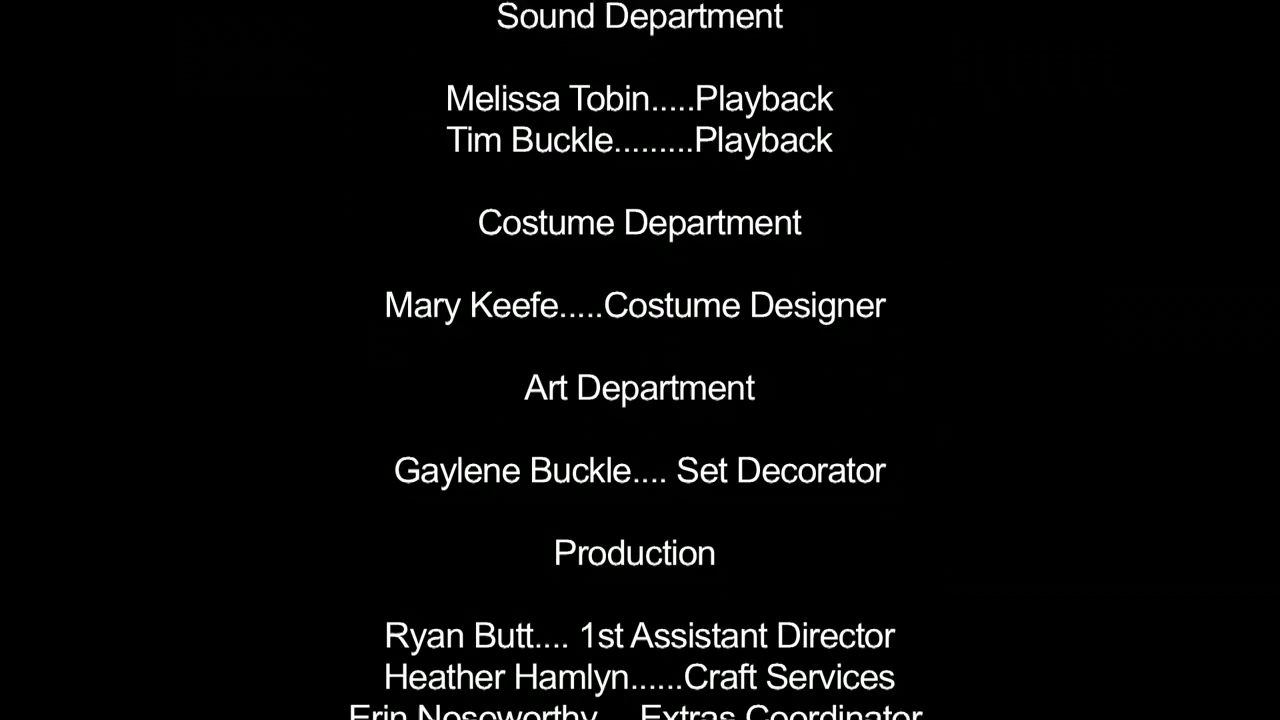 Sound Department
Melissa Tobin.....Playback
Tim Buckle.........Playback
Costume Department
Mary Keefe.....Costume Designer
Art Department
Gaylene Buckle.... Set Decorator
Production
Ryan Butt.... 1st Assistant Director
Heather Hamlyn......Craft Services
Erin Nosoworthy.... Extras Coordinator